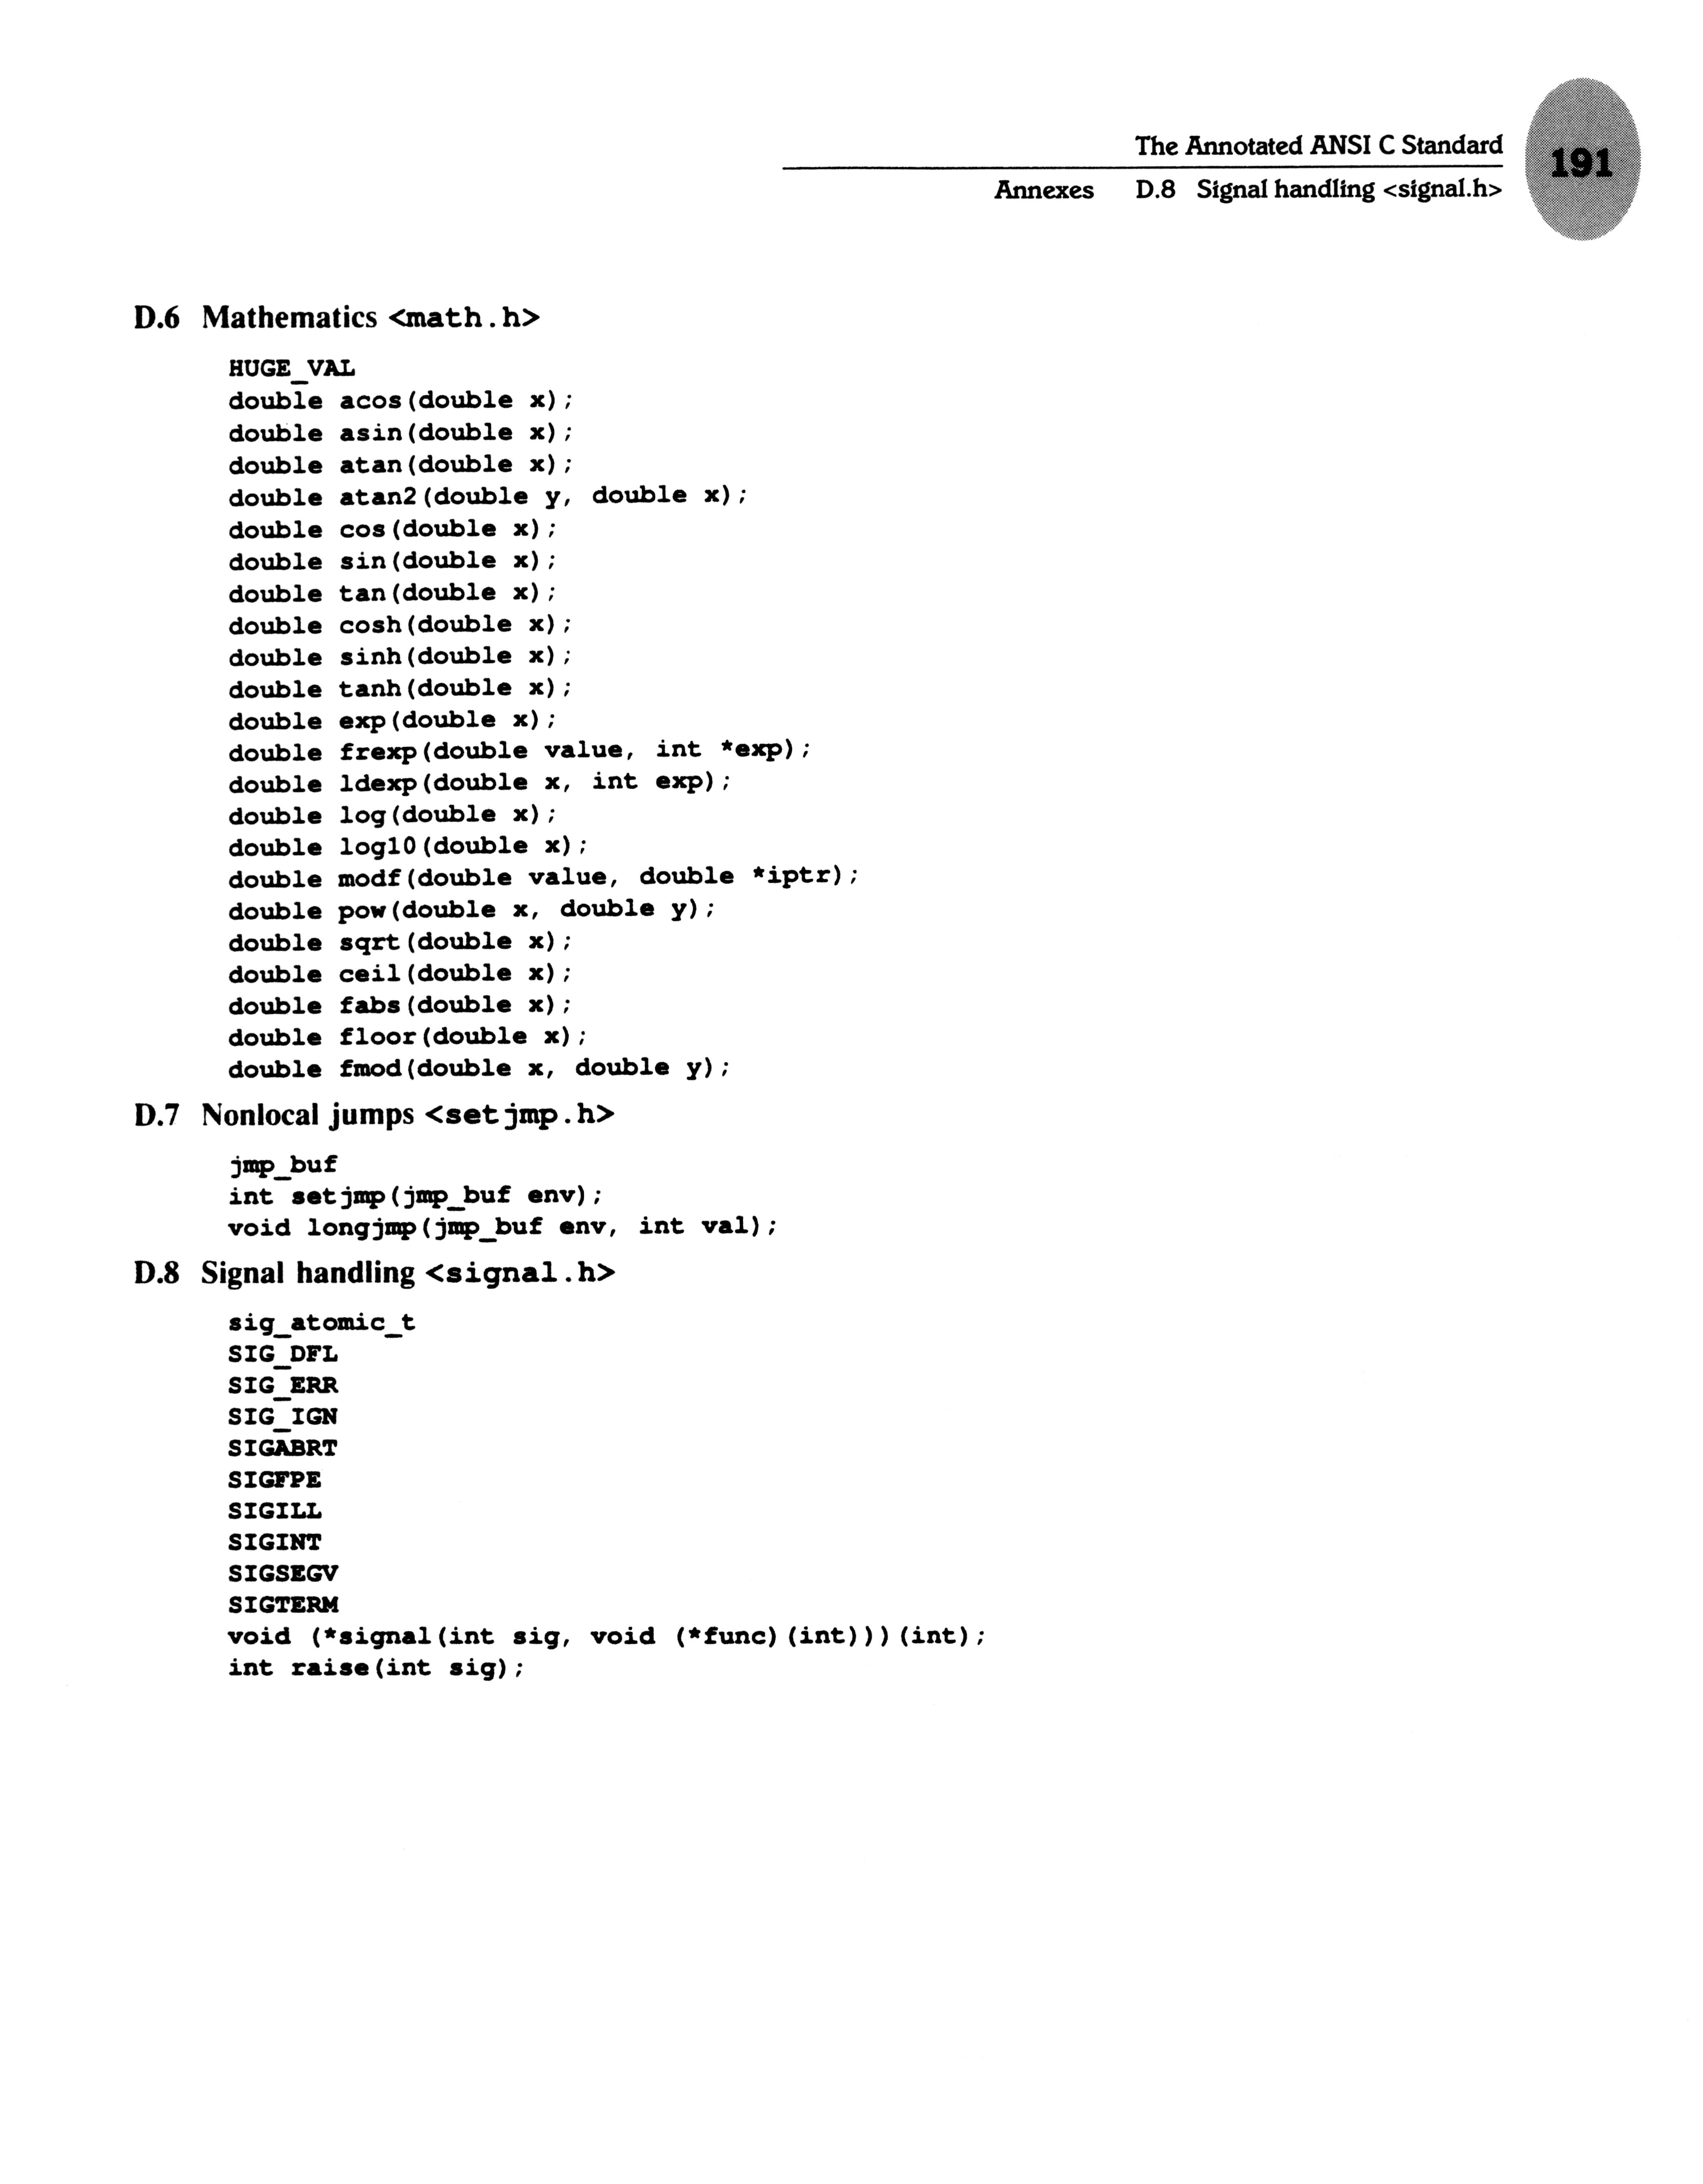 The Annotated ANSI C Standard
191
Annexes D.8 Signal handling <signal.h>
D.6 Mathematics <math.h>
HUGE_VAL
double acos(double x);
double asin(double x);
double atan(double x);
double atan2(double y, double x);
double cos(double x);
double sin(double x);
double tan(double x);
double cosh(double x);
double sinh(double x);
double tanh(double x);
double exp(double x);
double frexp(double value, int *exp);
double ldexp(double x, int exp);
double log(double x);
double log10(double x);
double modf(double value, double *iptr);
double pow(double x, double y);
double sqrt(double x);
double ceil(double x);
double fabs(double x);
double floor(double x);
double fmod(double x, double y);
D.7 Nonlocal jumps <setjmp.h>
jmp_buf
int setjmp(jmp_buf env);
void longjmp(jmp_buf env, int val);
D.8 Signal handling <signal.h>
sig_atomic_t
SIG_DFL
SIG_ERR
SIG_IGN
SIGABRT
SIGFPE
SIGILL
SIGINT
SIGSEGV
SIGTERM
void (*signal(int sig, void (*func)(int)))(int);
int raise(int sig);